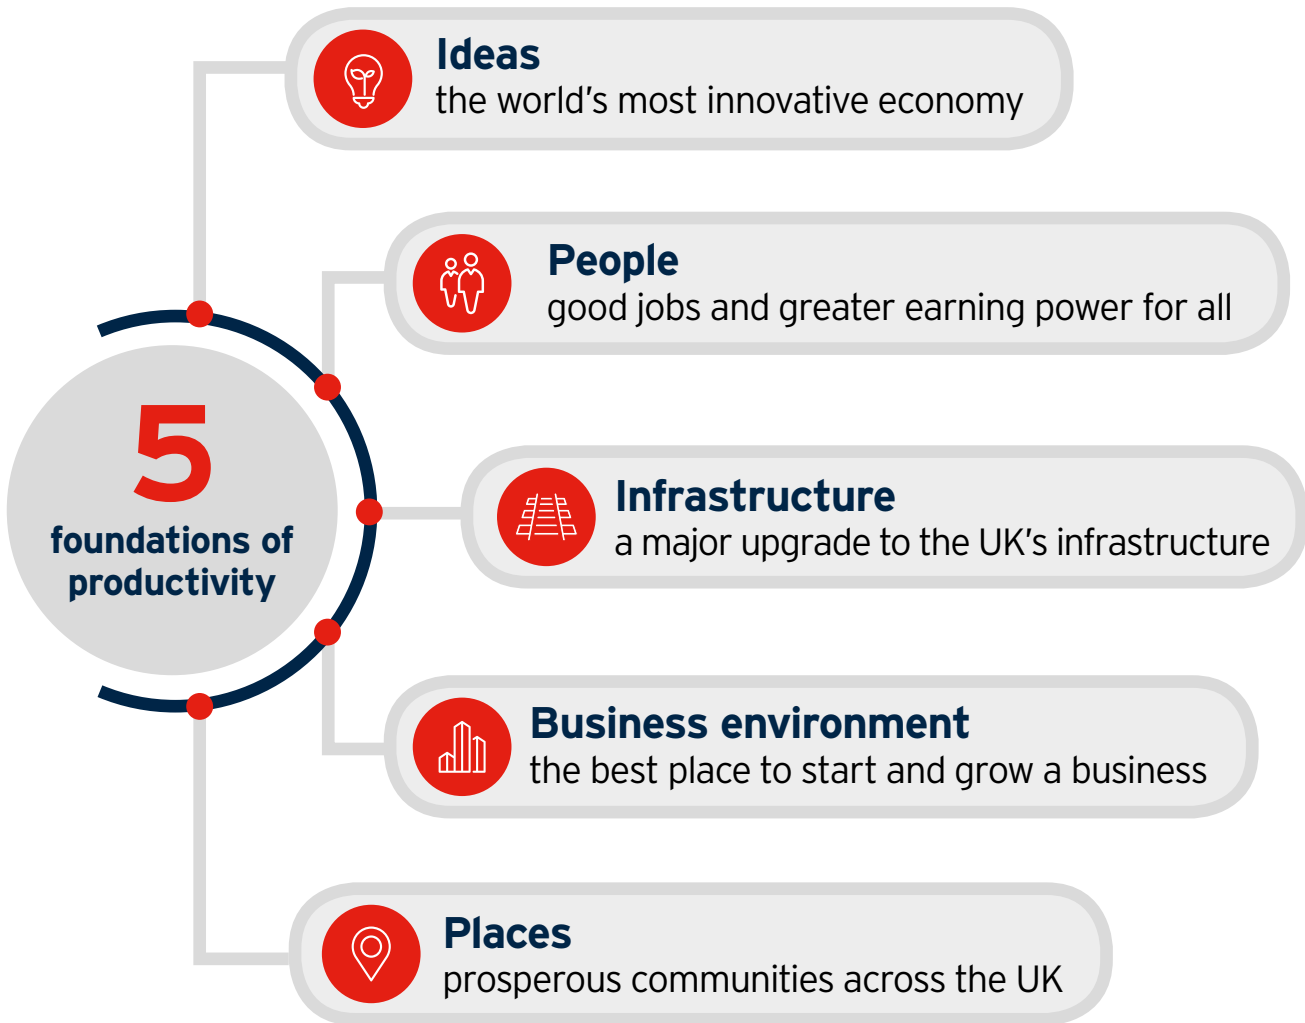 Ideas
the world's most innovative economy
People
good jobs and greater earning power for all
5
foundations of
productivity
Infrastructure
a major upgrade to the UK's infrastructure
Business environment
the best place to start and grow a business
Places
prosperous communities across the UK